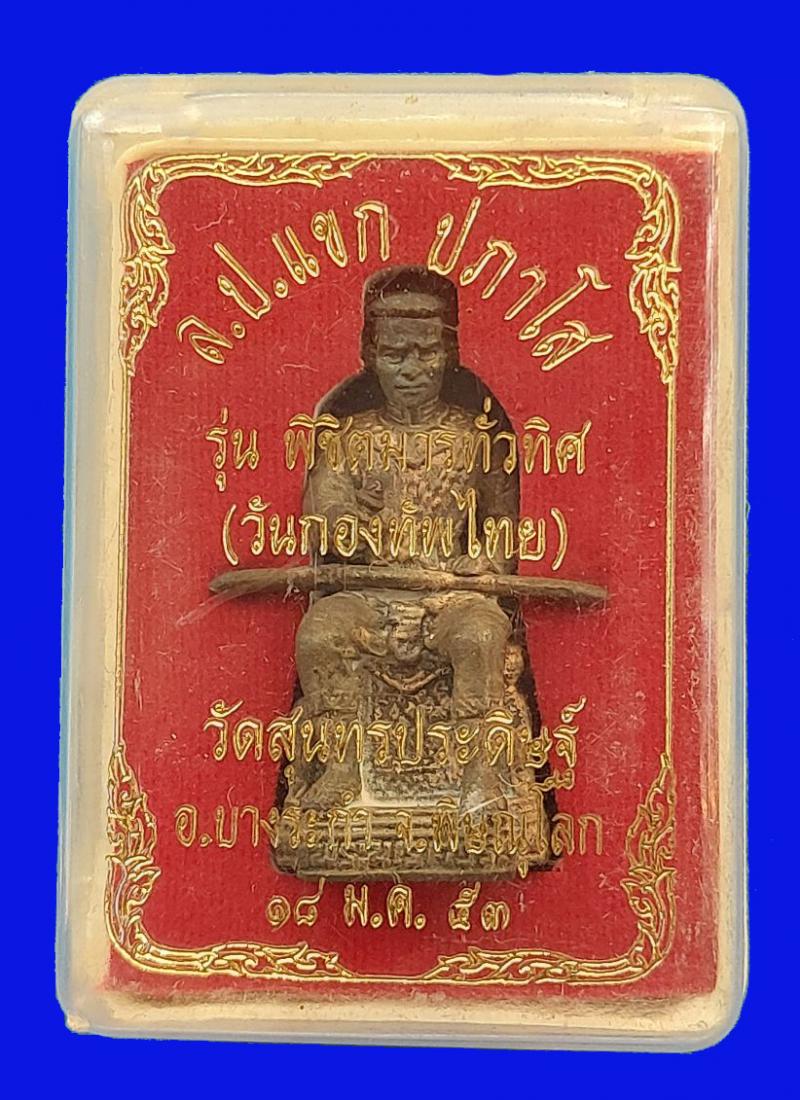 ล.ป.แขก ปภาโส
รุ่น พิชิตมารทั่วทิศ
(วันกองทัพไทย)
วัดสุนทรประดิษฐ์
อ.บางระกำ จ.พิษณุโลก
๑๘ ม.ค. ๕๓